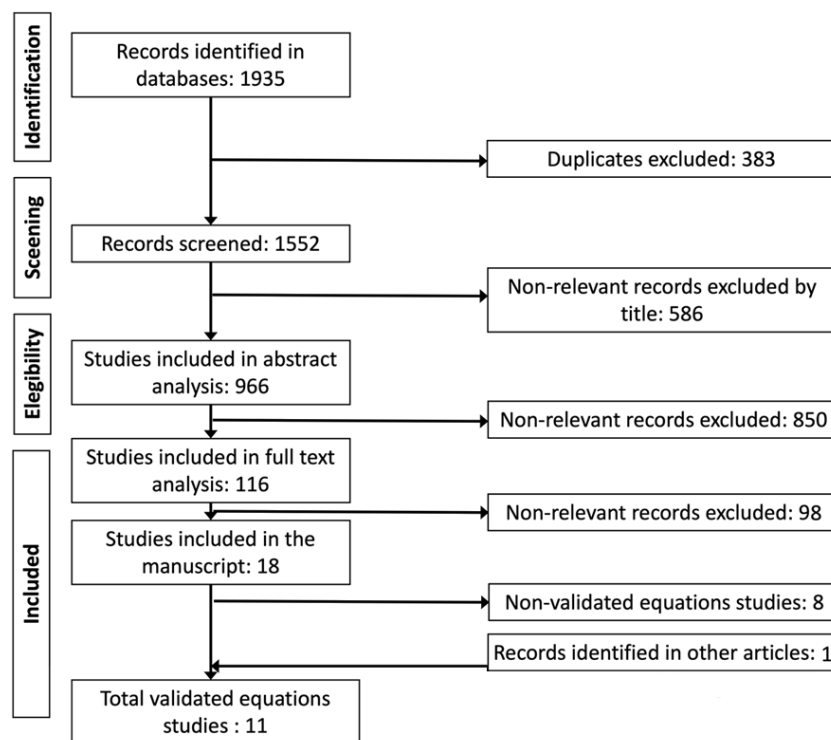 Identification
Records identified in
databases: 1935
Duplicates excluded: 383
Sceening
Records screened: 1552
Non-relevant records excluded by
title: 586
Elegibility
Studies included in abstract
analysis: 966
Non-relevant records excluded: 850
Included
Studies included in full text
analysis: 116
Non-relevant records excluded: 98
Studies included in the
manuscript: 18
Non-validated equations studies: 8
Records identified in other articles: 1
Total validated equations
studies : 11